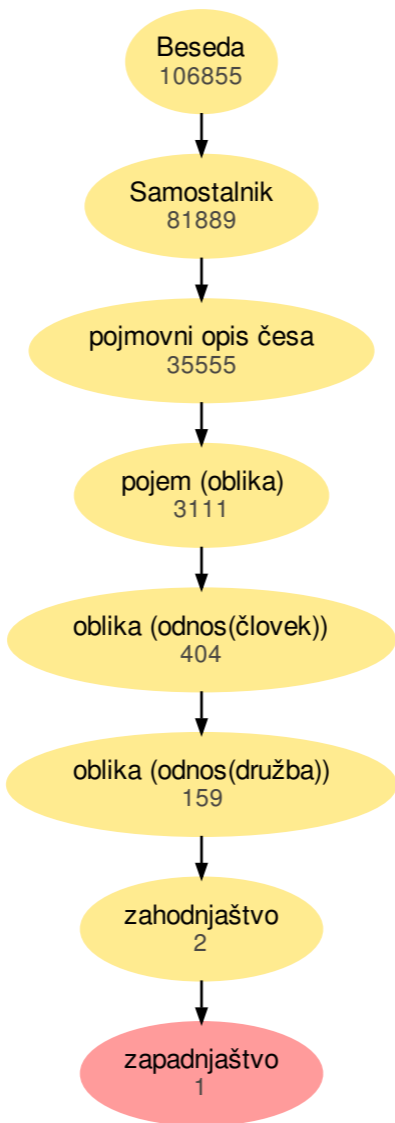 Beseda
106855
Samostalnik
81889
pojmovni opis česa
35555
pojem (oblika)
3111
oblika (odnos(človek))
404
oblika (odnos(družba))
159
zahodnjaštvo
2
zapadnjaštvo
1